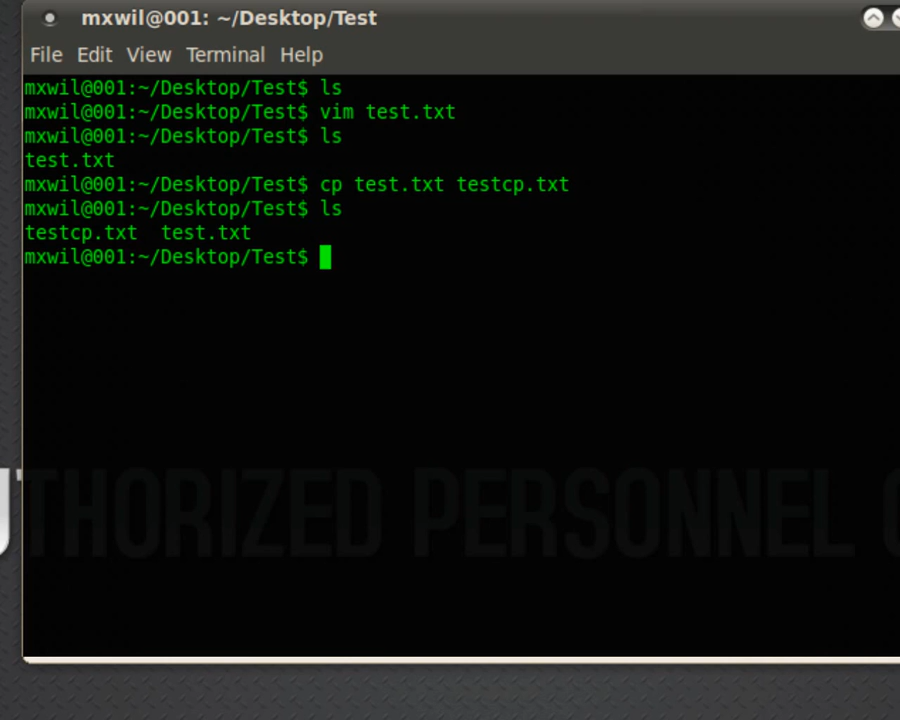 mxwil@001: ~/Desktop/Test
File Edit View Terminal Help
mxwil@001:~/Desktop/Test$ ls
mxwil@001:~/Desktop/Test$ vim test.txt
mxwil@001:~/Desktop/Test$ ls
test.txt
mxwil@001:~/Desktop/Test$ cp test.txt testcp.txt
mxwil@001:~/Desktop/Test$ ls
testcp.txt  test.txt
mxwil@001:~/Desktop/Test$
UTHORIZED PERSONNEL